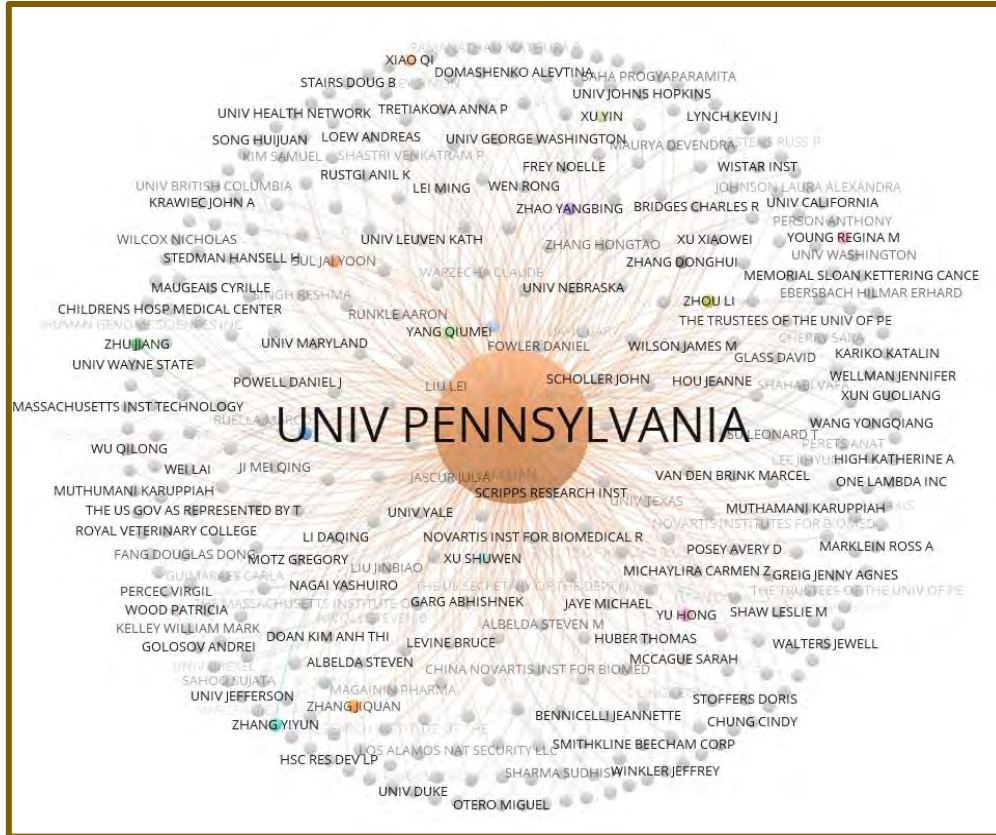 XIAO QI
DOMASHENKO ALEVTINA
SAHA PROGYAPARAMITA
STAIRS DOUG B
UNIV JOHNS HOPKINS
UNIV HEALTH NETWORK
TRETIAKOVA ANNA P
XU YIN
LYNCH KEVIN J
SONG HUIJUAN
LOEW ANDREAS
UNIV GEORGE WASHINGTON
MAURYA DEVENDRA
KIM SAMUEL
SHASTRI VENKATRAM P
FREY NOELLE
WISTAR INST
RUSTGI ANIL K
LEI MING
WEN RONG
UNIV BRITISH COLUMBIA
JOHNSON LAURA ALEXANDRA
KRAWIEC JOHN A
ZHAO YANGBING
BRIDGES CHARLES R
UNIV CALIFORNIA
PERSON ANTHONY
WILCOX NICHOLAS
UNIV LEUVEN KATH
ZHANG HONGTAO
XU XIAOWEI
YOUNG REGINA M
UNIV WASHINGTON
STEDMAN HANSELL H
SUL JAI YOON
ZHANG DONGHUI
WARZECHA CLAUDE
MEMORIAL SLOAN KETTERING CANCE
MAUGEAIS CYRILLE
SINGH RESHMA
UNIV NEBRASKA
EBERSBACH HILMAR ERHARD
CHILDRENS HOSP MEDICAL CENTER
RUNKLE AARON
ZHOU LI
HUMAN GENOME SCIENCES INC
THE TRUSTEES OF THE UNIV OF PE
YANG QIUMEI
ZHU JIANG
UNIV MARYLAND
FOWLER DANIEL
WILSON JAMES M
CHERRY SARA
GLASS DAVID
KARIKO KATALIN
UNIV WAYNE STATE
POWELL DANIEL J
LIU LEI
SCHOLLER JOHN
HOU JEANNE
SHAHABI VAFA
WELLMAN JENNIFER
XUN GUOLIANG
MASSACHUSETTS INST TECHNOLOGY
RUELLA MARCO
UNIV PENNSYLVANIA
WANG YONGQIANG
SU LEONARD T
PERETS ANAT
WU QILONG
HIGH KATHERINE A
WEI LAI
JI MEI QING
JASCUR JULIA
VAN DEN BRINK MARCEL
ONE LAMBDA INC
MUTHUMANI KARUPPIAH
SCRIPPS RESEARCH INST
UNIV TEXAS
THE US GOV AS REPRESENTED BY T
UNIV YALE
MUTHAMANI KARUPPIAH
NOVARTIS INSTITUTES FOR BIOMED
ROYAL VETERINARY COLLEGE
LI DAQING
NOVARTIS INST FOR BIOMEDICAL R
MARKLEIN ROSS A
FANG DOUGLAS DONG
MOTZ GREGORY
LIU JINBIAO
XU SHUWEN
POSEY AVERY D
MICHAYLIRA CARMEN Z
GREIG JENNY AGNES
GUIMARAES CARLA
NAGAI YASHUIRO
PERCEC VIRGIL
THE TRUSTEES OF THE UNIV OF PE
GARG ABHISHNEK
JAYE MICHAEL
WOOD PATRICIA
YU HONG
SHAW LESLIE M
KELLEY WILLIAM MARK
ALBELDA STEVEN M
DOAN KIM ANH THI
GOLOSOV ANDREI
LEVINE BRUCE
HUBER THOMAS
WALTERS JEWELL
MCCAGUE SARAH
ALBELDA STEVEN
CHINA NOVARTIS INST FOR BIOMED
SAHOO SUJATA
MAGAININ PHARMA
UNIV JEFFERSON
STOFFERS DORIS
ZHANG JIQUAN
BENNICELLI JEANNETTE
ZHANG YIYUN
CHUNG CINDY
LOS ALAMOS NAT SECURITY LLC
SMITHKLINE BEECHAM CORP
HSC RES DEV LP
SHARMA SUDHISH
WINKLER JEFFREY
UNIV DUKE
OTERO MIGUEL